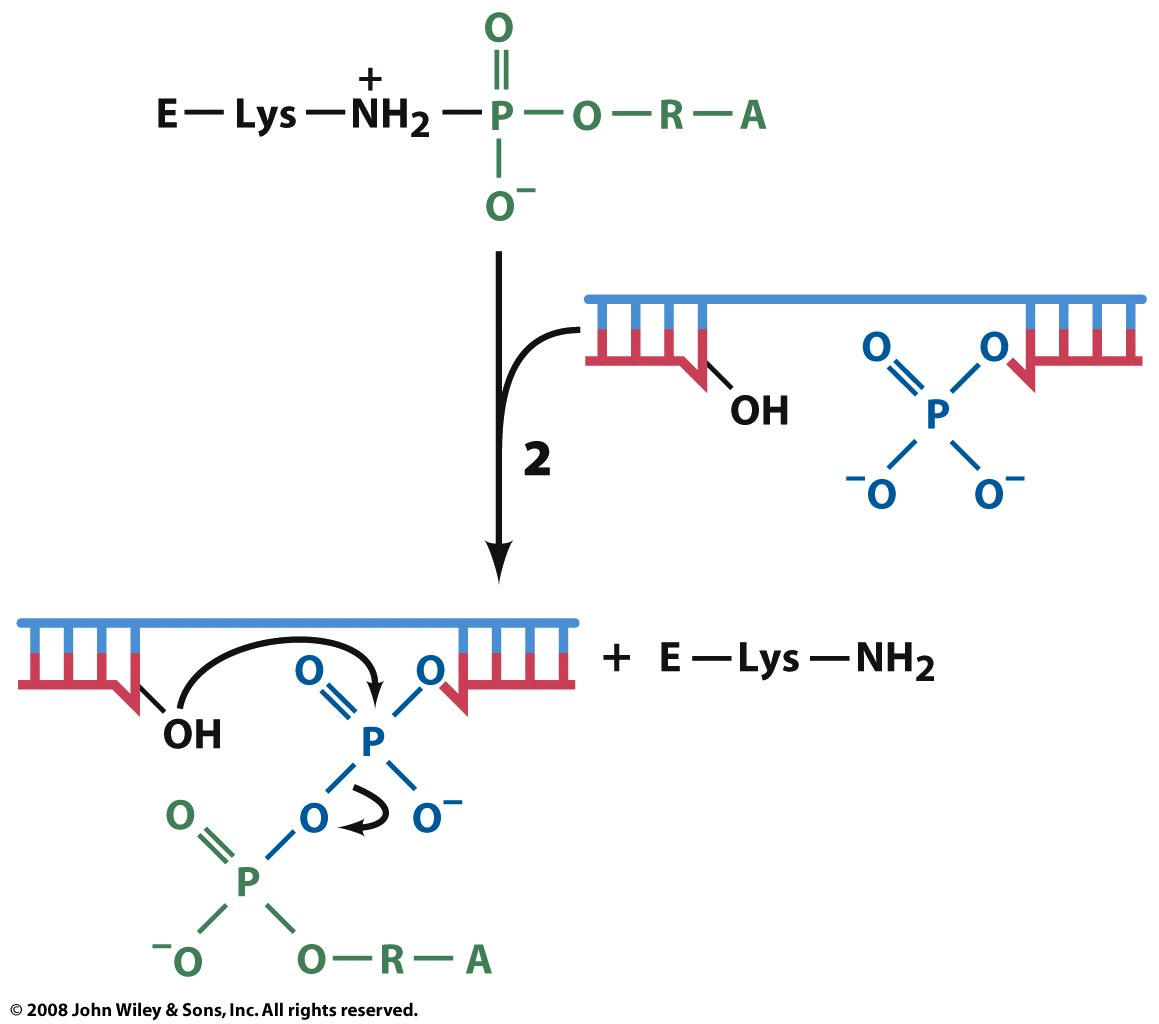 O
+
E — Lys — NH2 — P — O — R — A
O−
O O
OH P
2
−O O−
O O + E — Lys — NH2
OH P
O O O−
P
−O O — R — A
© 2008 John Wiley & Sons, Inc. All rights reserved.